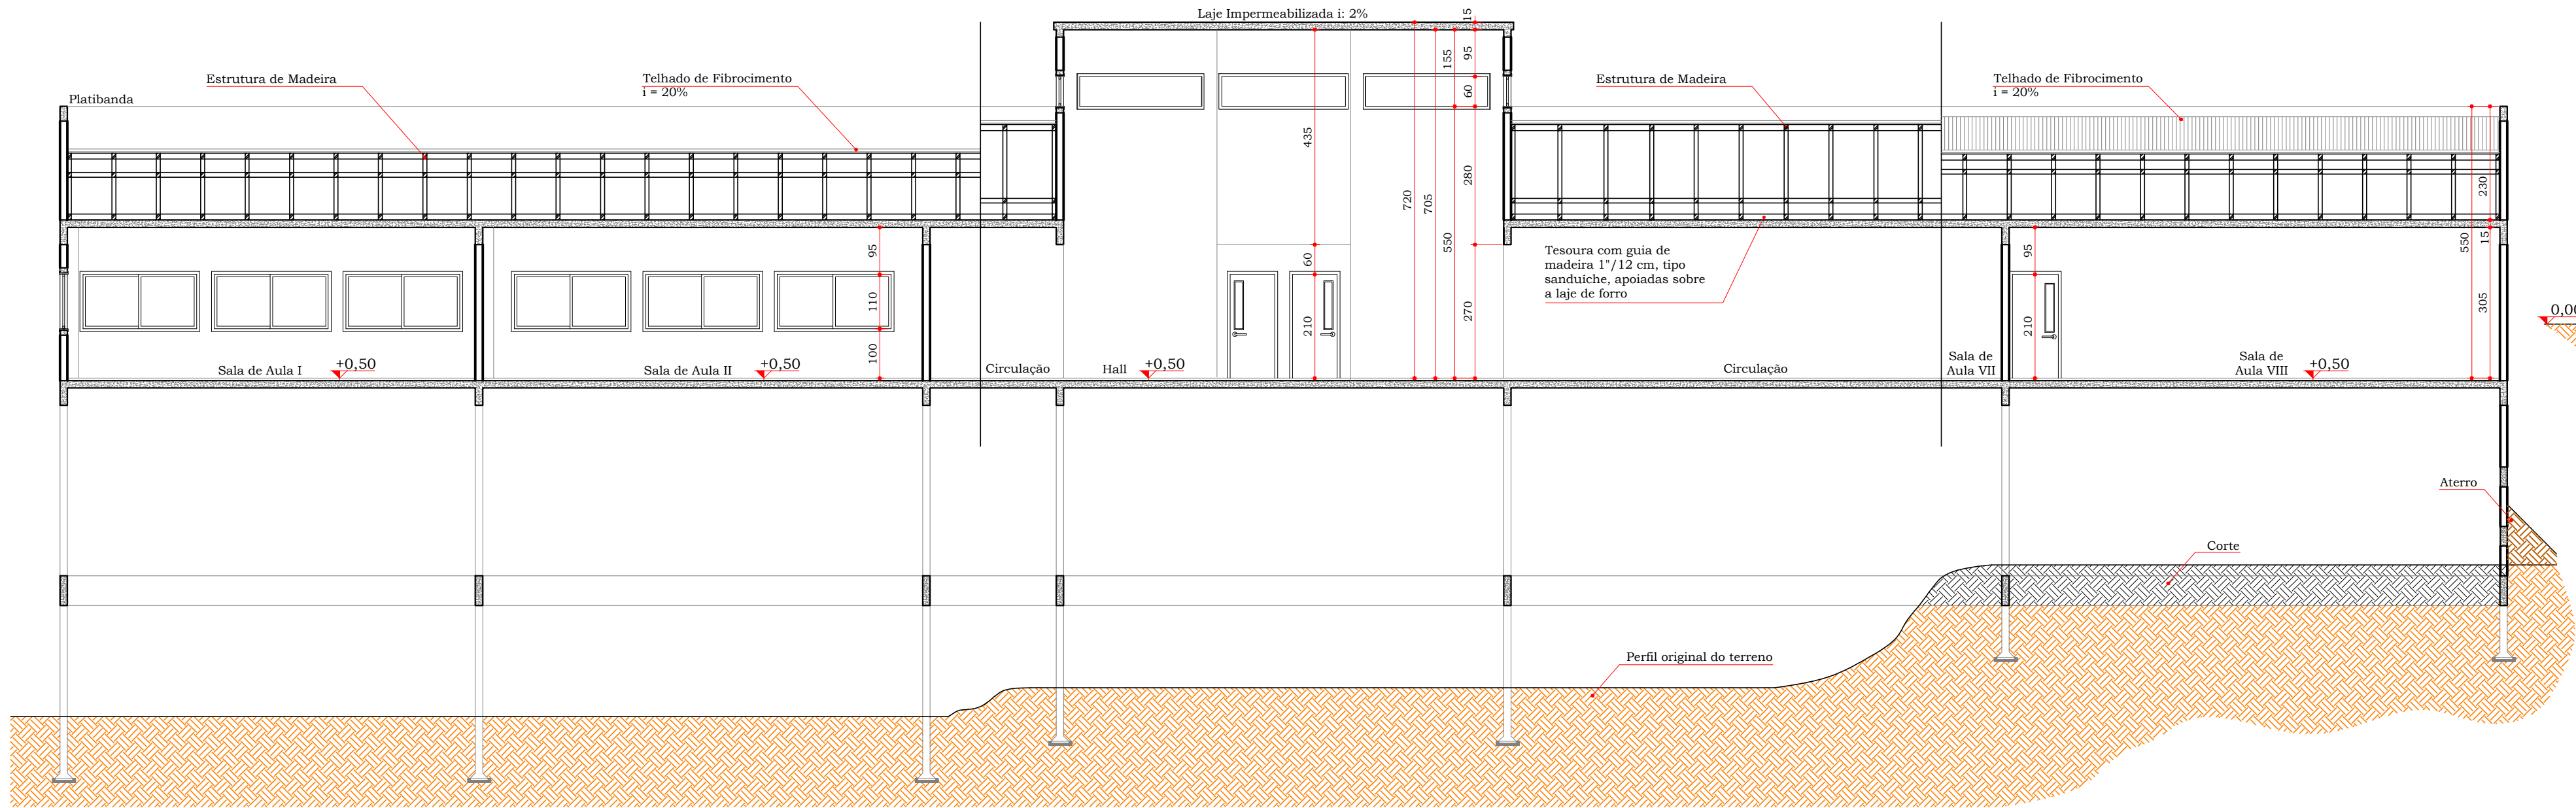 Laje Impermeabilizada i: 2%
15
Estrutura de Madeira
Telhado de Fibrocimento
i = 20%
Platibanda
155
95
60
Estrutura de Madeira
Telhado de Fibrocimento
i = 20%
435
280
720
705
550
230
15
550
305
95
110
100
60
210
270
Tesoura com guia de
madeira 1"/12 cm, tipo
sanduíche, apoiadas sobre
a laje de forro
95
210
Sala de Aula I
+0,50
Sala de Aula II
+0,50
Circulação
Hall
+0,50
Circulação
Sala de
Aula VII
Sala de
Aula VIII
+0,50
Aterro
Corte
Perfil original do terreno